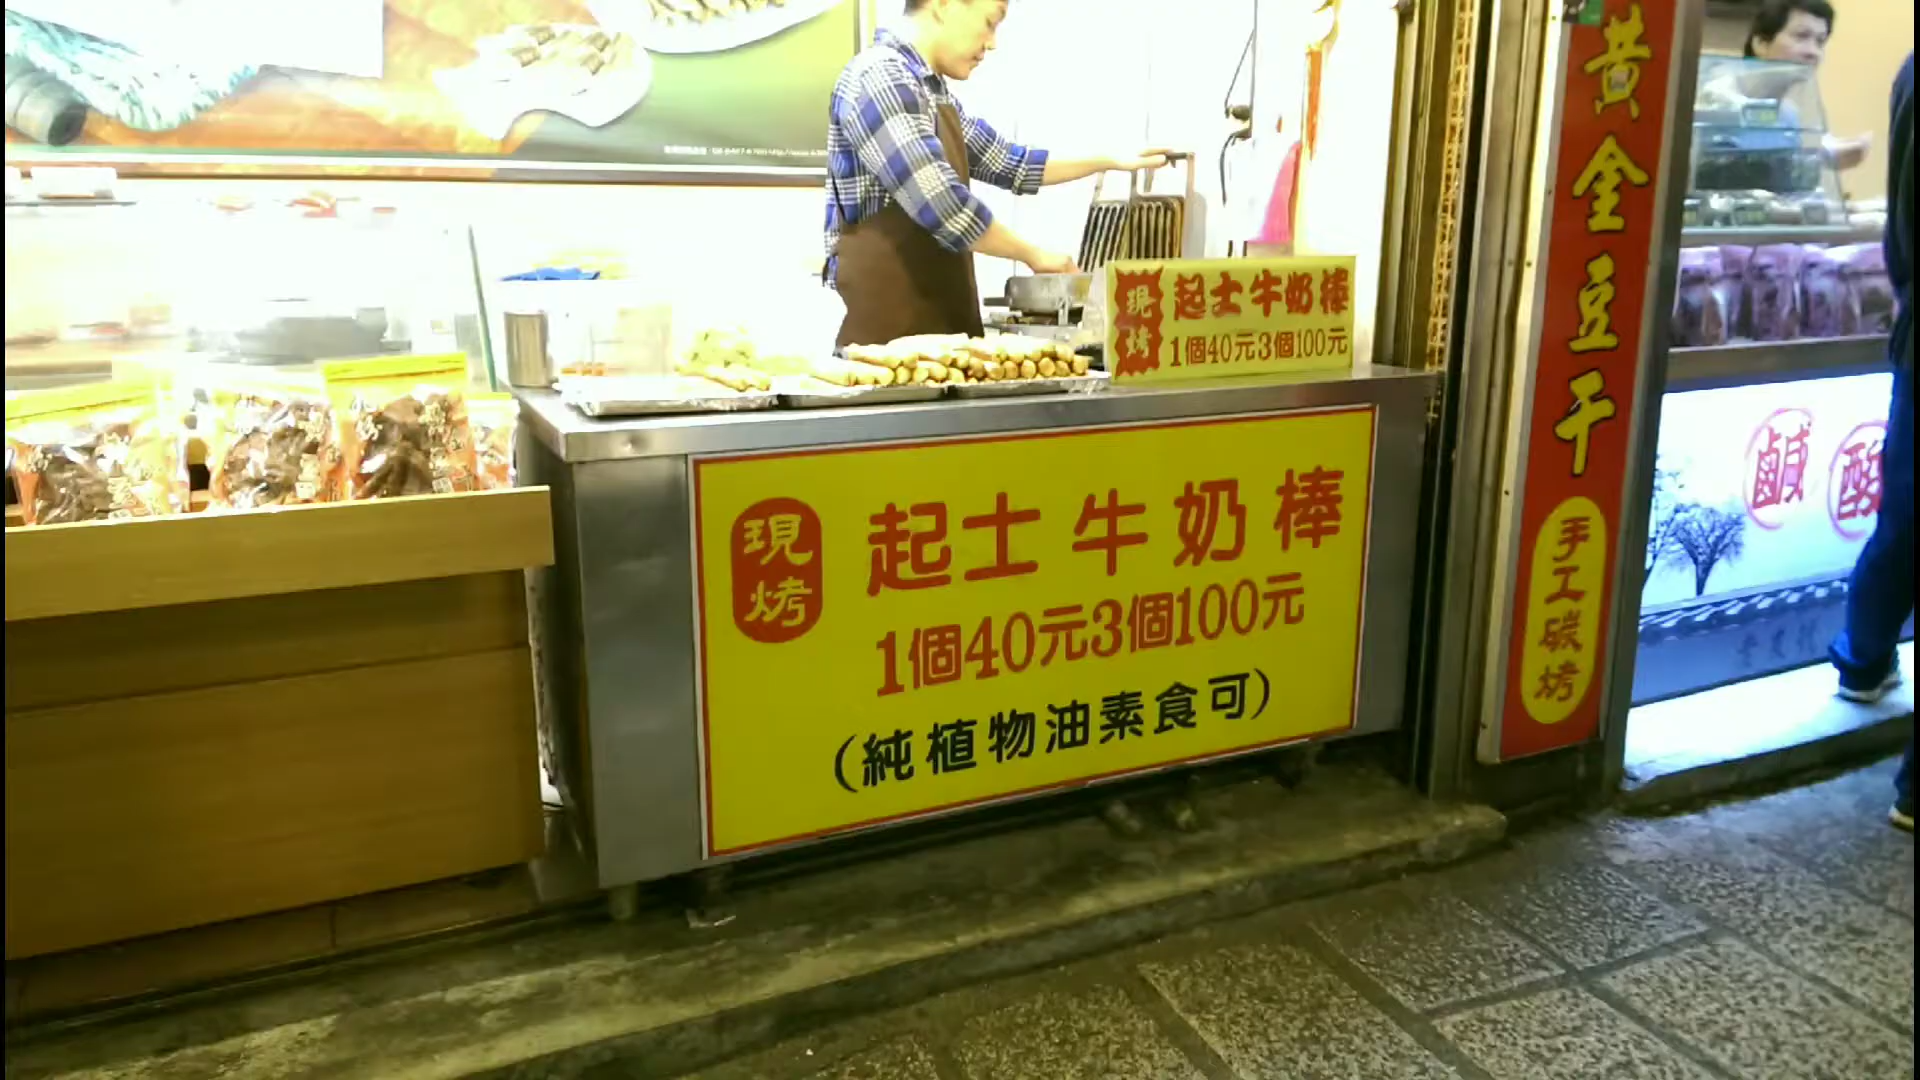 現烤
起士牛奶棒
1個40元3個100元
現烤
起士牛奶棒
1個40元3個100元
(純植物油素食可)
黃金豆干
手工碳烤
鹹
酸